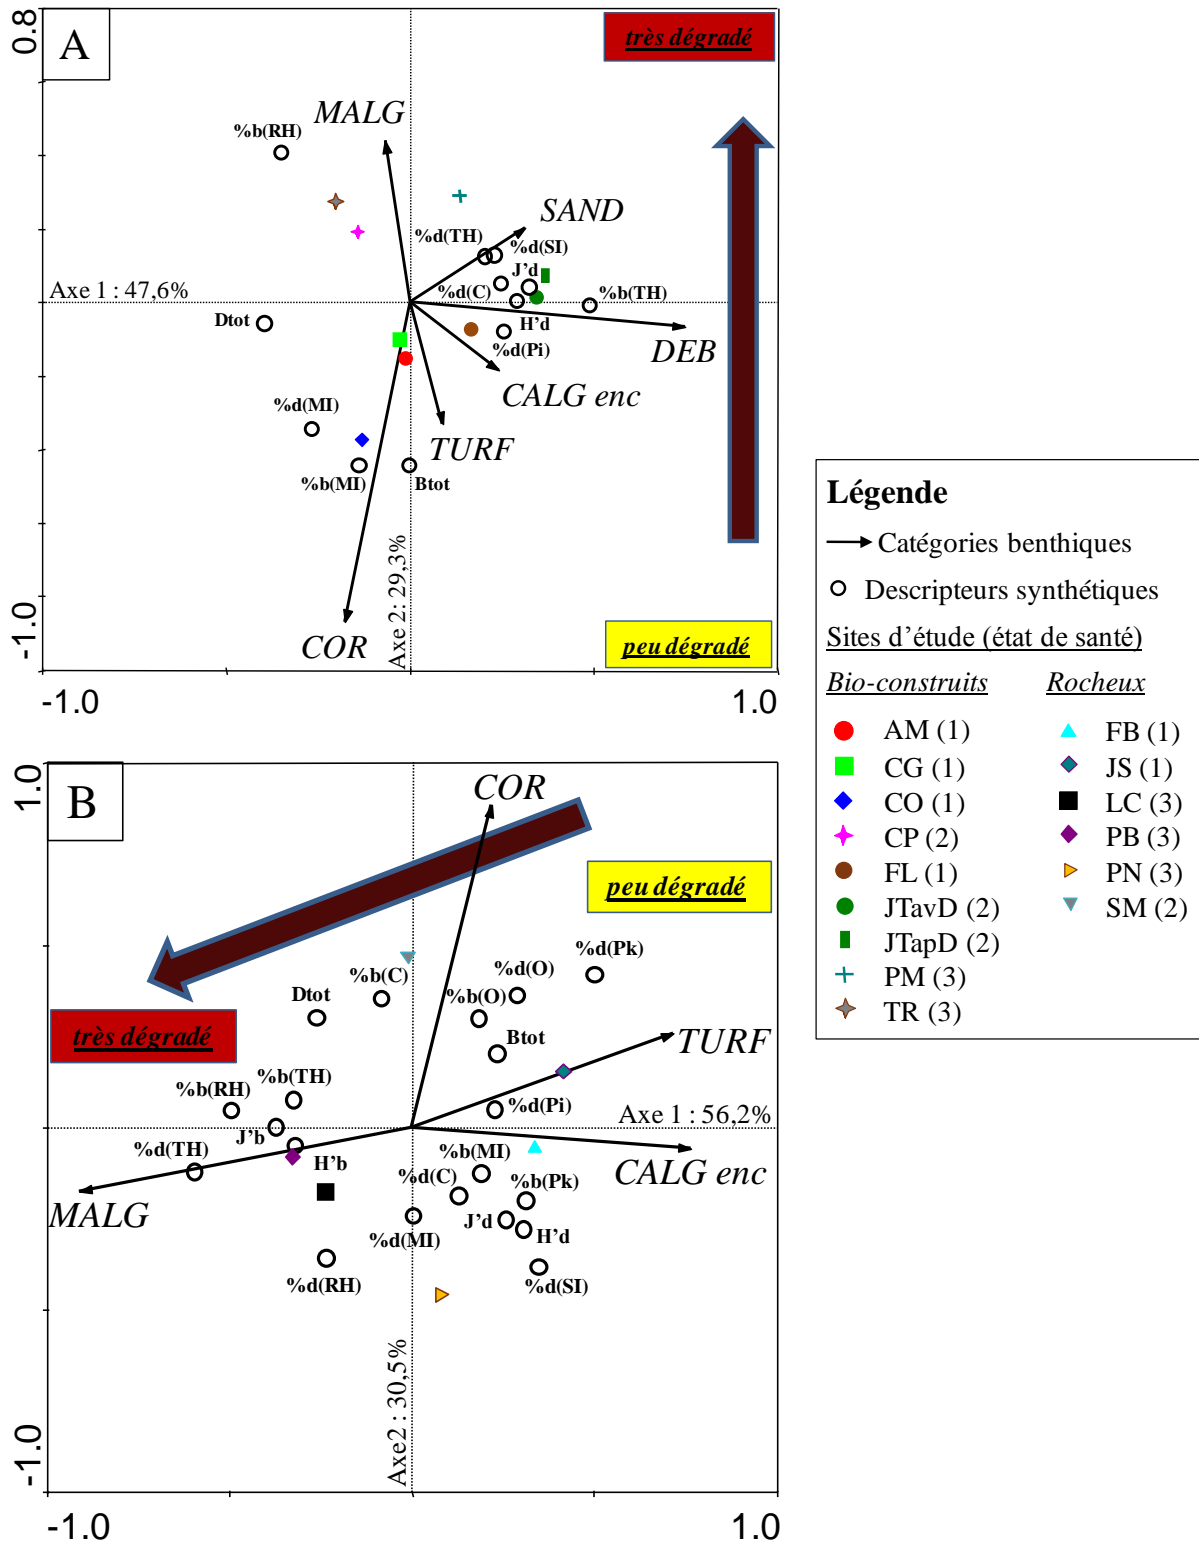 0.8
A
très dégradé
MALG
%b(RH)
SAND
%d(TH)
%d(SI)
J'd
Axe 1 : 47,6%
%d(C)
%b(TH)
Dtot
H'd
%d(Pi)
DEB
CALG enc
%d(MI)
TURF
%b(MI)
Btot
Axe 2 : 29,3%
COR
peu dégradé
-1.0
-1.0
1.0
1.0
B
COR
peu dégradé
%d(Pk)
%d(O)
%b(C)
Dtot
%b(O)
très dégradé
Btot
TURF
%b(TH)
%b(RH)
%d(Pi)
Axe 1 : 56,2%
J'b
%d(TH)
H'b
%b(MI)
CALG enc
%d(C)
%b(Pk)
MALG
J'd
H'd
%d(MI)
%d(RH)
%d(SI)
Axe2 : 30,5%
-1.0
-1.0
1.0
Légende
Catégories benthiques
Descripteurs synthétiques
Sites d'étude (état de santé)
Bio-construits
Rocheux
AM (1)
FB (1)
CG (1)
JS (1)
CO (1)
LC (3)
CP (2)
PB (3)
FL (1)
PN (3)
JTavD (2)
SM (2)
JTapD (2)
PM (3)
TR (3)